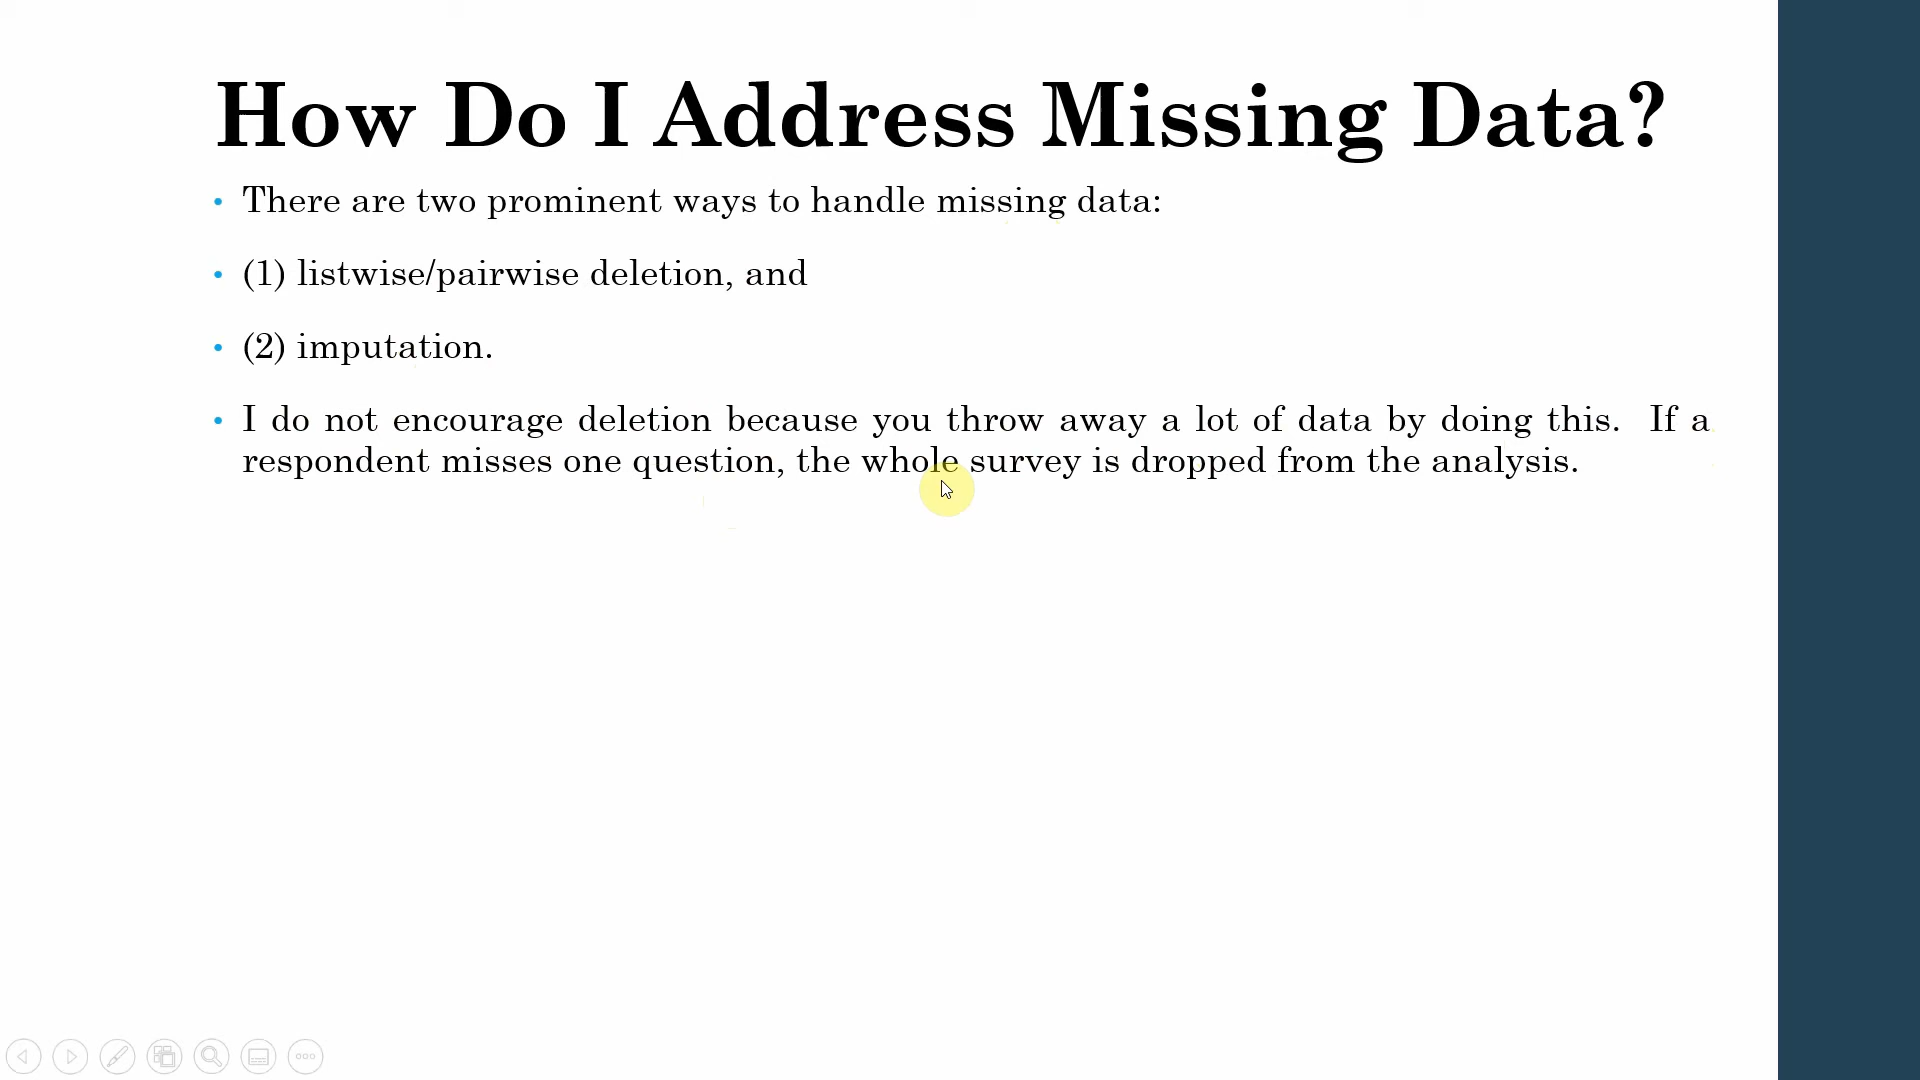 How Do I Address Missing Data?
• There are two prominent ways to handle missing data:
• (1) listwise/pairwise deletion, and
• (2) imputation.
• I do not encourage deletion because you throw away a lot of data by doing this. If a
respondent misses one question, the whole survey is dropped from the analysis.